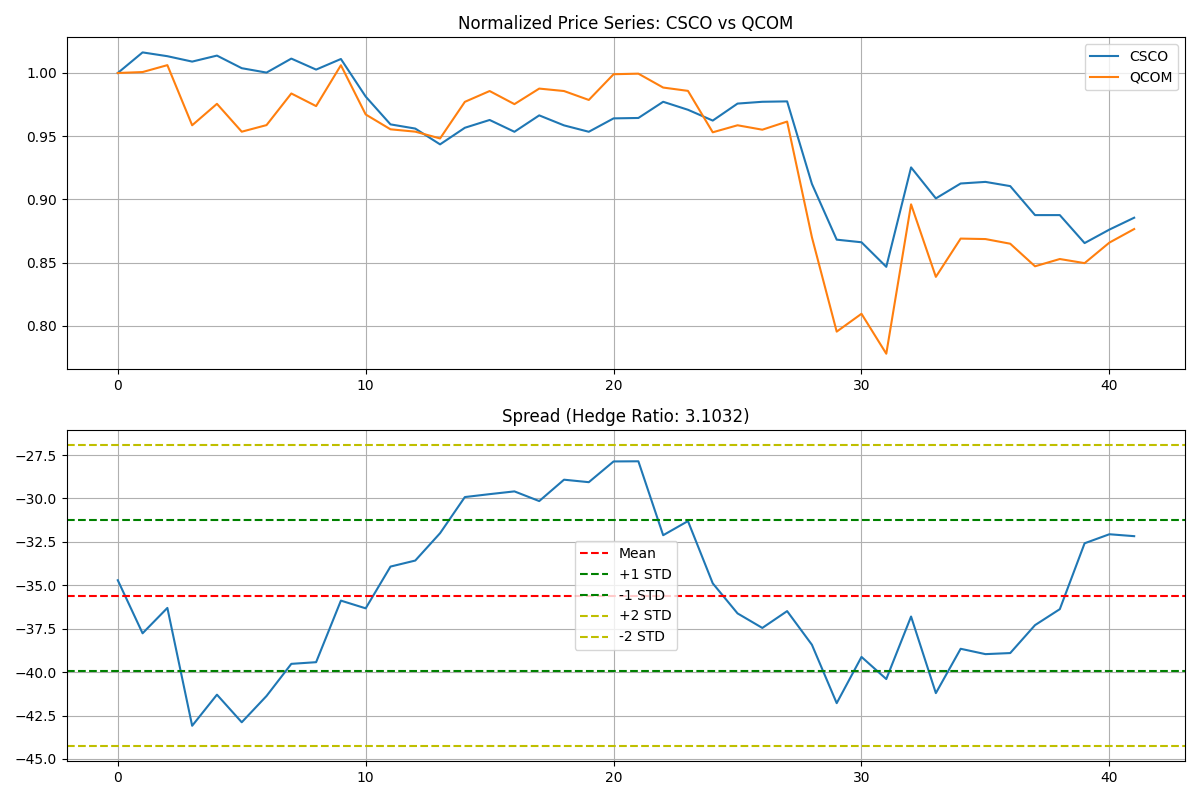 Normalized Price Series: CSCO vs QCOM
CSCO
QCOM
1.00
0.95
0.90
0.85
0.80
0 10 20 30 40
Spread (Hedge Ratio: 3.1032)
−27.5
−30.0
−32.5
−35.0
−37.5
−40.0
−42.5
−45.0
Mean
+1 STD
-1 STD
+2 STD
-2 STD
0 10 20 30 40